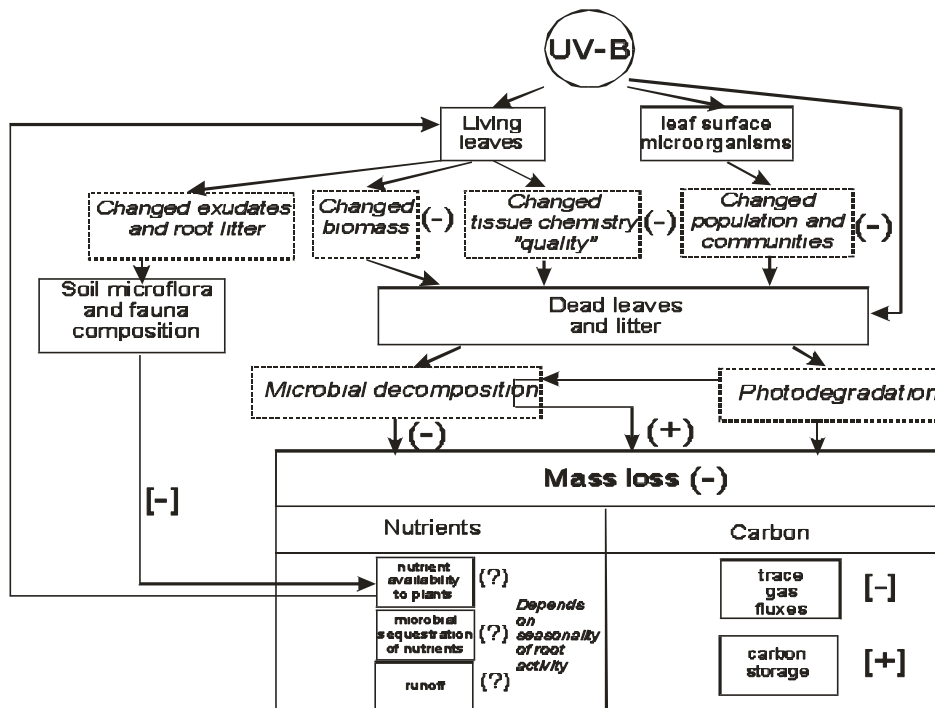 UV-B
Living
leaves
leaf surface
microorganisms
Changed exudates
and root litter
Changed
biomass
(-)
Changed
tissue chemistry
"quality"
(-)
Changed
population and
communities
(-)
Soil microflora
and fauna
composition
Dead leaves
and litter
Microbial decomposition
Photodegradation
(-)
(+)
[-]
Mass loss (-)
Nutrients
Carbon
nutrient
availability
to plants
(?)
microbial
sequestration
of nutrients
(?)
runoff
(?)
Depends
on
seasonality
of root
activity
trace
gas
fluxes
[-]
carbon
storage
[+]